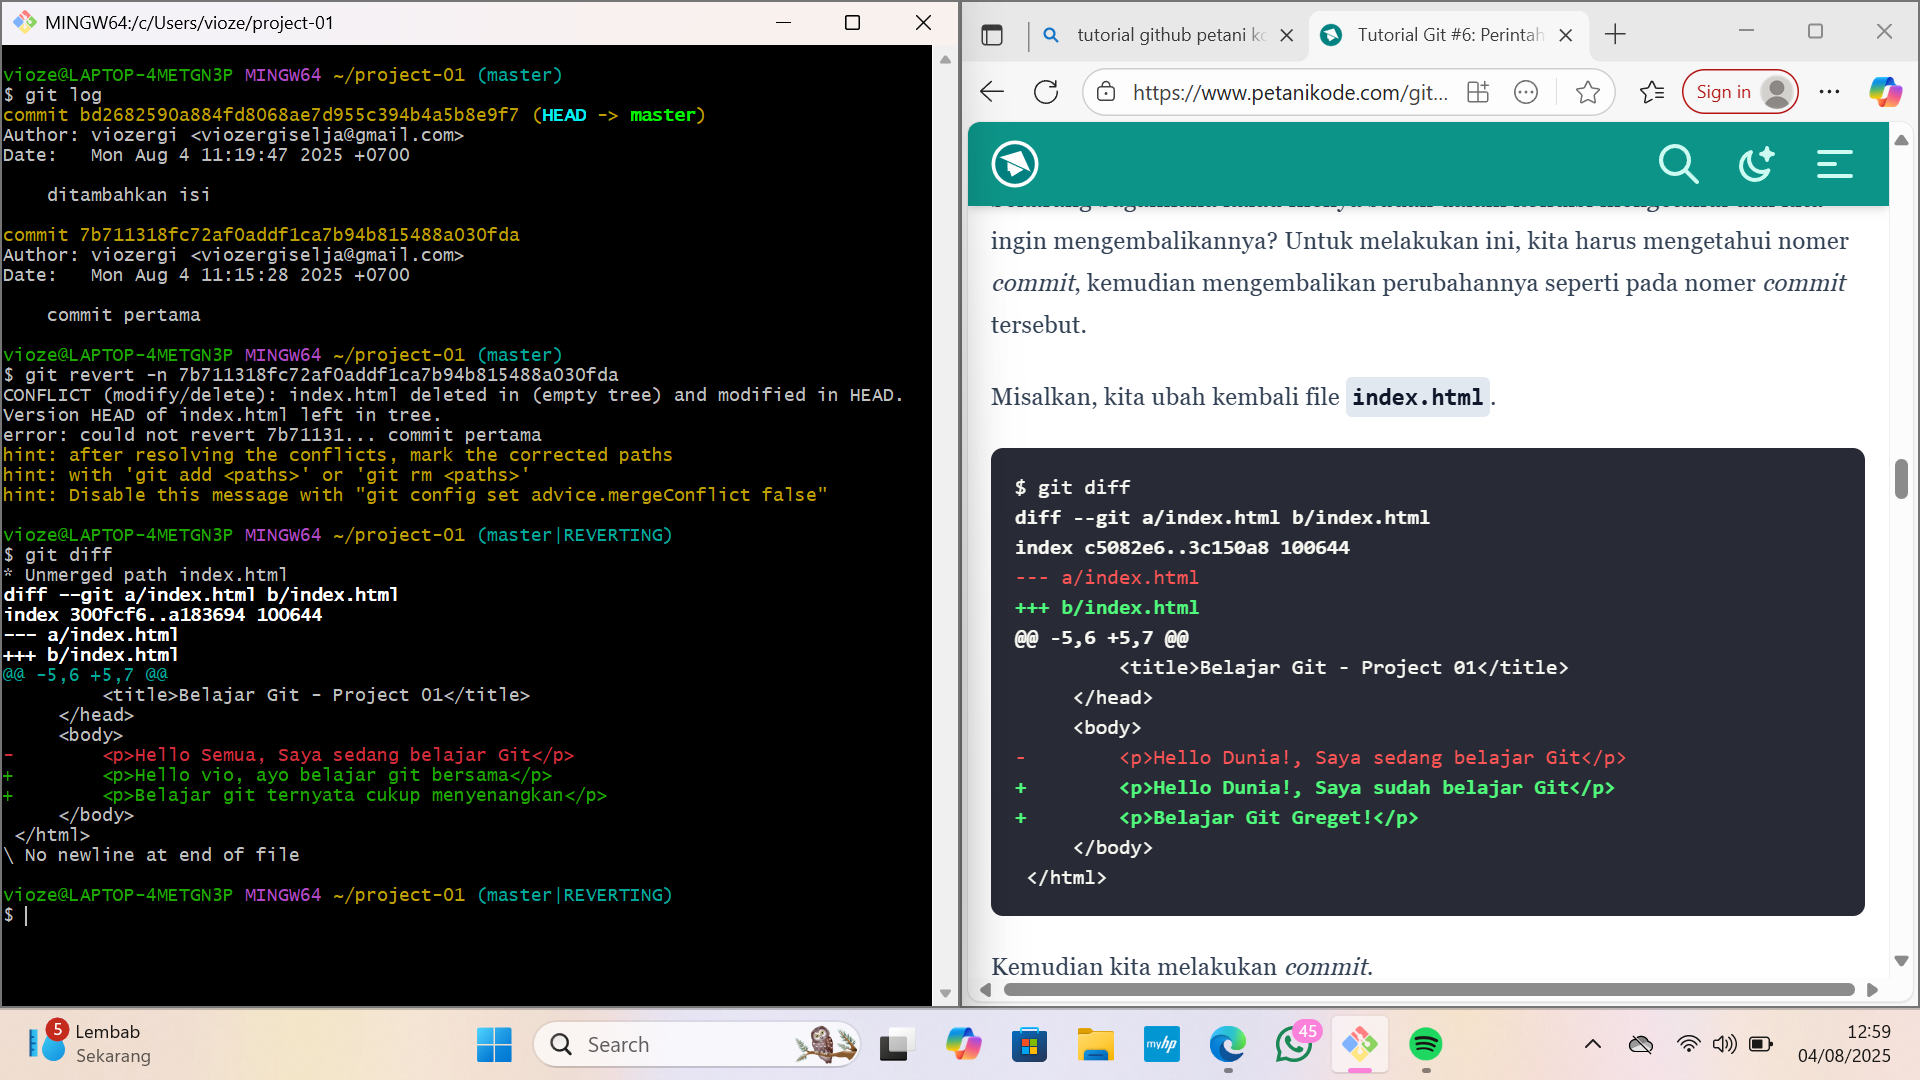 MINGW64:/c/Users/vioze/project-01
vioze@LAPTOP-4METGN3P MINGW64 ~/project-01 (master)
$ git log
commit bd2682590a884fd8068ae7d955c394b4a5b8e9f7 (HEAD -> master)
Author: viozergi <viozergiselja@gmail.com>
Date:   Mon Aug 4 11:19:47 2025 +0700
    ditambahkan isi
commit 7b711318fc72af0addf1ca7b94b815488a030fda
Author: viozergi <viozergiselja@gmail.com>
Date:   Mon Aug 4 11:15:28 2025 +0700
    commit pertama
vioze@LAPTOP-4METGN3P MINGW64 ~/project-01 (master)
$ git revert -n 7b711318fc72af0addf1ca7b94b815488a030fda
CONFLICT (modify/delete): index.html deleted in (empty tree) and modified in HEAD.
Version HEAD of index.html left in tree.
error: could not revert 7b71131... commit pertama
hint: after resolving the conflicts, mark the corrected paths
hint: with 'git add <paths>' or 'git rm <paths>'
hint: Disable this message with "git config set advice.mergeConflict false"
vioze@LAPTOP-4METGN3P MINGW64 ~/project-01 (master|REVERTING)
$ git diff
* Unmerged path index.html
diff --git a/index.html b/index.html
index 300fcf6..a183694 100644
--- a/index.html
+++ b/index.html
@@ -5,6 +5,7 @@
         <title>Belajar Git - Project 01</title>
     </head>
     <body>
-        <p>Hello Semua, Saya sedang belajar Git</p>
+        <p>Hello vio, ayo belajar git bersama</p>
+        <p>Belajar git ternyata cukup menyenangkan</p>
     </body>
 </html>
\ No newline at end of file
vioze@LAPTOP-4METGN3P MINGW64 ~/project-01 (master|REVERTING)
$
tutorial github petani ko
Tutorial Git #6: Perintah
https://www.petanikode.com/git...
Sign in
ingin mengembalikannya? Untuk melakukan ini, kita harus mengetahui nomer
commit, kemudian mengembalikan perubahannya seperti pada nomer commit
tersebut.
Misalkan, kita ubah kembali file index.html.
$ git diff
diff --git a/index.html b/index.html
index c5082e6..3c150a8 100644
--- a/index.html
+++ b/index.html
@@ -5,6 +5,7 @@
         <title>Belajar Git - Project 01</title>
     </head>
     <body>
-        <p>Hello Dunia!, Saya sedang belajar Git</p>
+        <p>Hello Dunia!, Saya sudah belajar Git</p>
+        <p>Belajar Git Greget!</p>
     </body>
 </html>
Kemudian kita melakukan commit.
5
Lembab
Sekarang
Search
myhp
45
12:59
04/08/2025